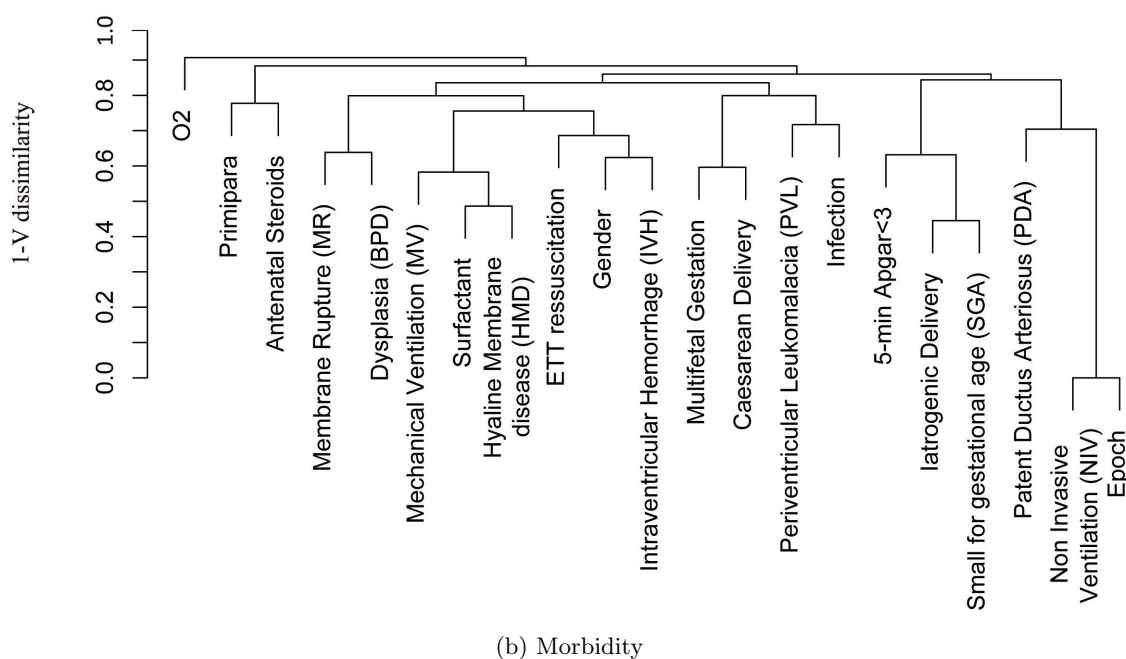 1-V dissimilarity
1.0
0.8
0.6
0.4
0.2
0.0
O2
Primipara
Antenatal Steroids
Membrane Rupture (MR)
Dysplasia (BPD)
Mechanical Ventilation (MV)
Surfactant
Hyaline Membrane
disease (HMD)
ETT ressuscitation
Gender
Intraventricular Hemorrhage (IVH)
Multifetal Gestation
Caesarean Delivery
Periventricular Leukomalacia (PVL)
Infection
5-min Apgar<3
Iatrogenic Delivery
Small for gestational age (SGA)
Patent Ductus Arteriosus (PDA)
Non Invasive
Ventilation (NIV)
Epoch
(b) Morbidity